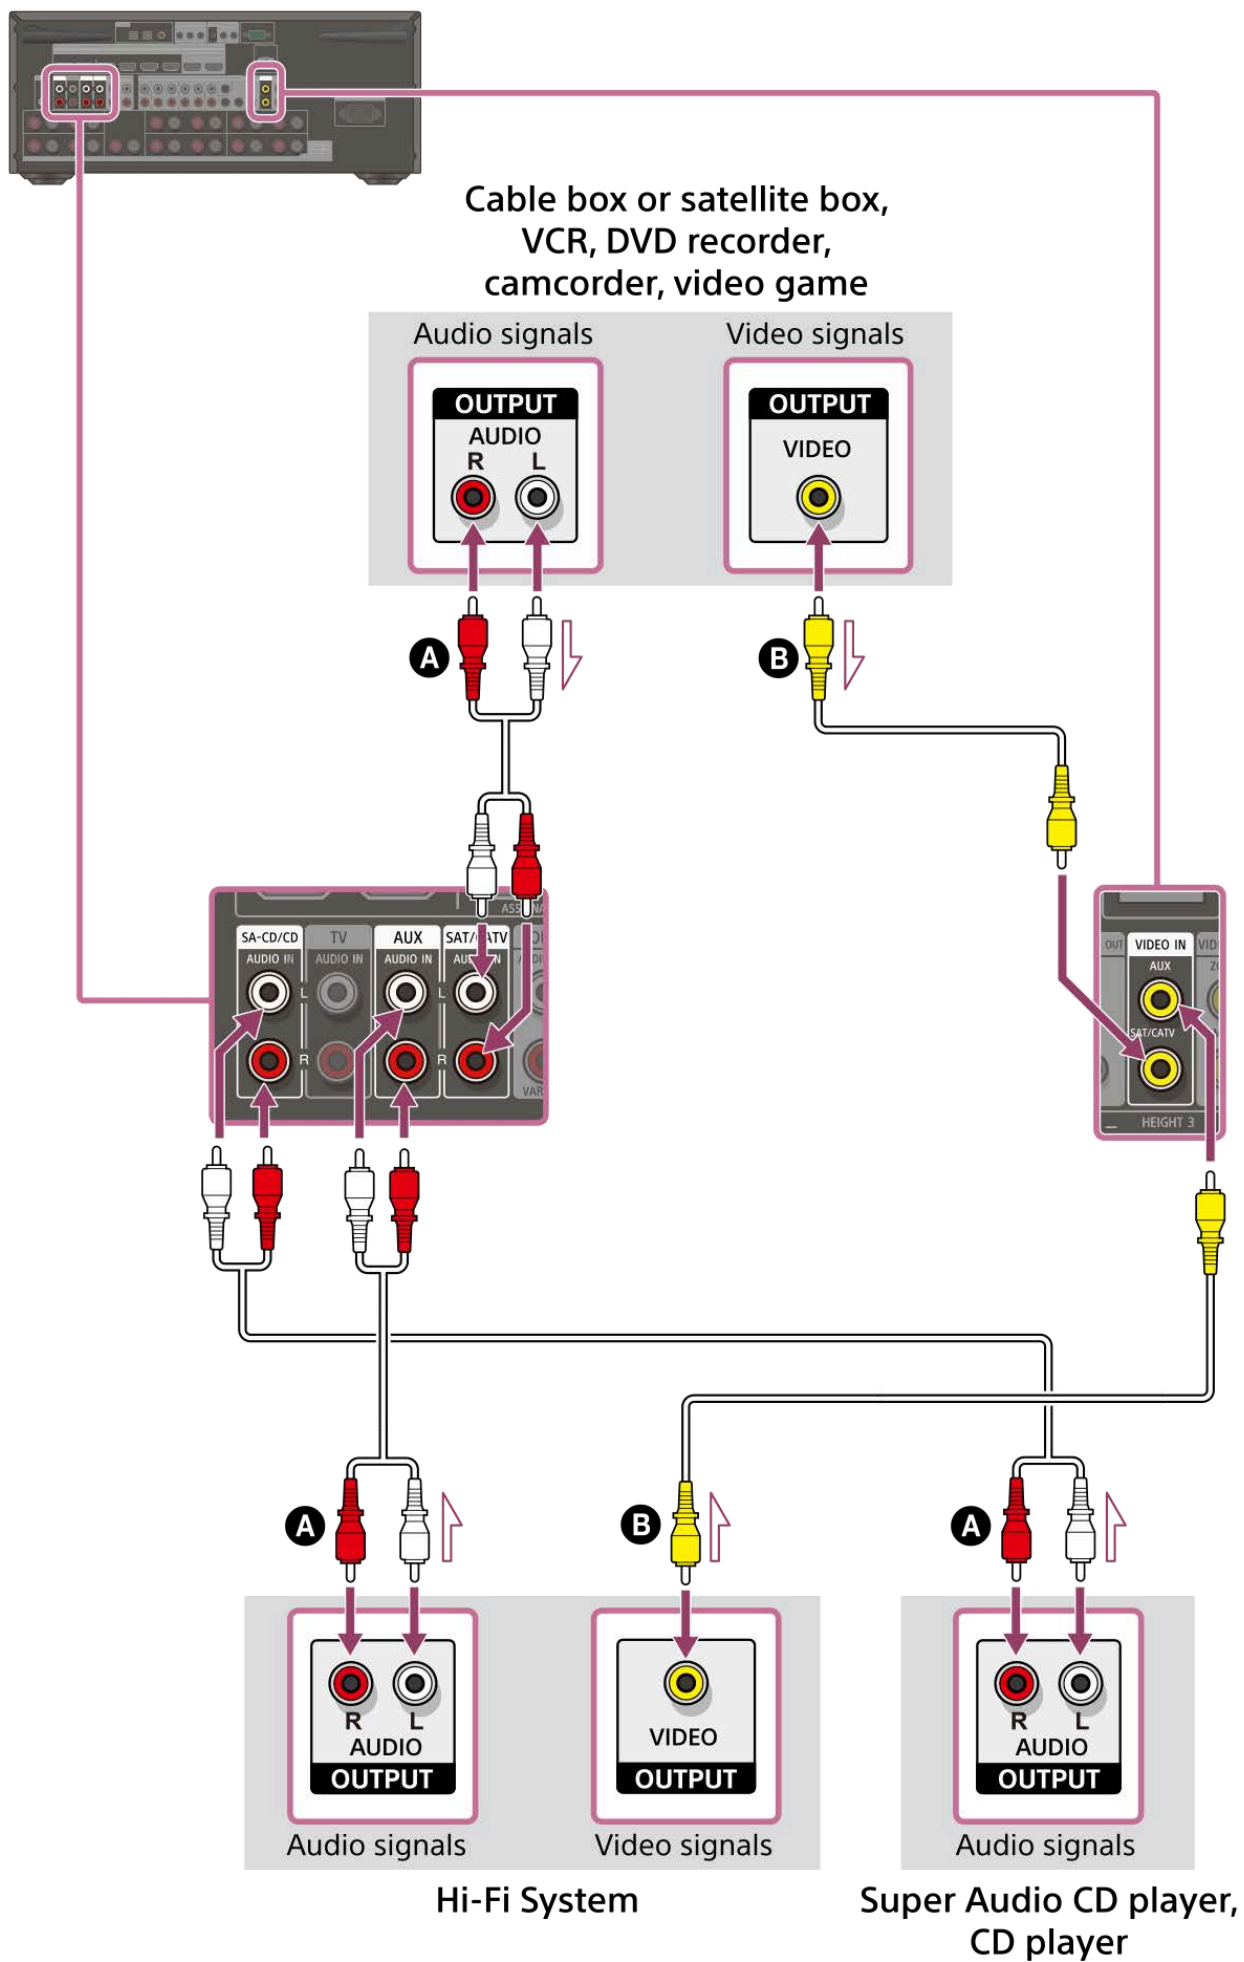 Cable box or satellite box,
VCR, DVD recorder,
camcorder, video game
Audio signals
Video signals
OUTPUT
AUDIO
R L
OUTPUT
VIDEO
A
B
SA-CD/CD
AUDIO IN
TV
AUDIO IN
AUX
AUDIO IN
L
R
L
R
OUT
VIDEO IN
AUX
SAT/CATV
HEIGHT 3
A
B
A
R L
AUDIO
OUTPUT
VIDEO
OUTPUT
R L
AUDIO
OUTPUT
Audio signals
Video signals
Audio signals
Hi-Fi System
Super Audio CD player,
CD player